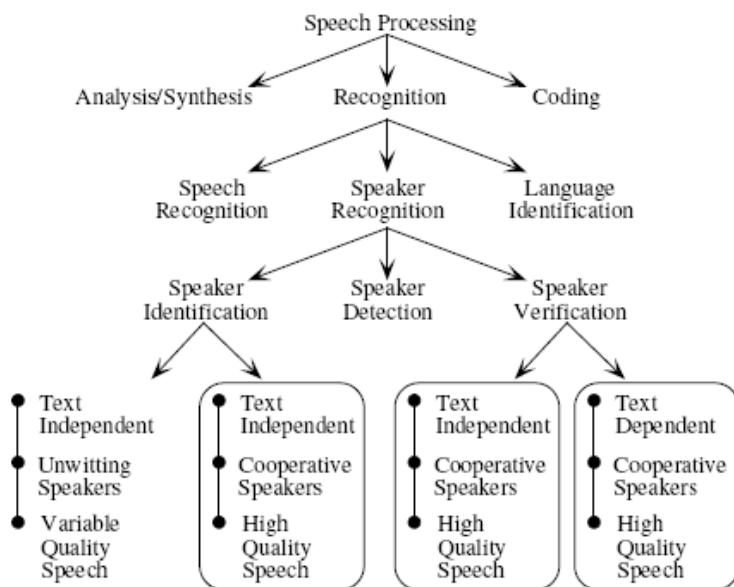 Speech Processing
Analysis/Synthesis Recognition Coding
Speech Speaker Language
Recognition Recognition Identification
Speaker Speaker Speaker
Identification Detection Verification
Text Text Text Text
Independent Independent Independent Dependent
Unwitting Cooperative Cooperative Cooperative
Speakers Speakers Speakers Speakers
Variable High High High
Quality Quality Quality Quality
Speech Speech Speech Speech